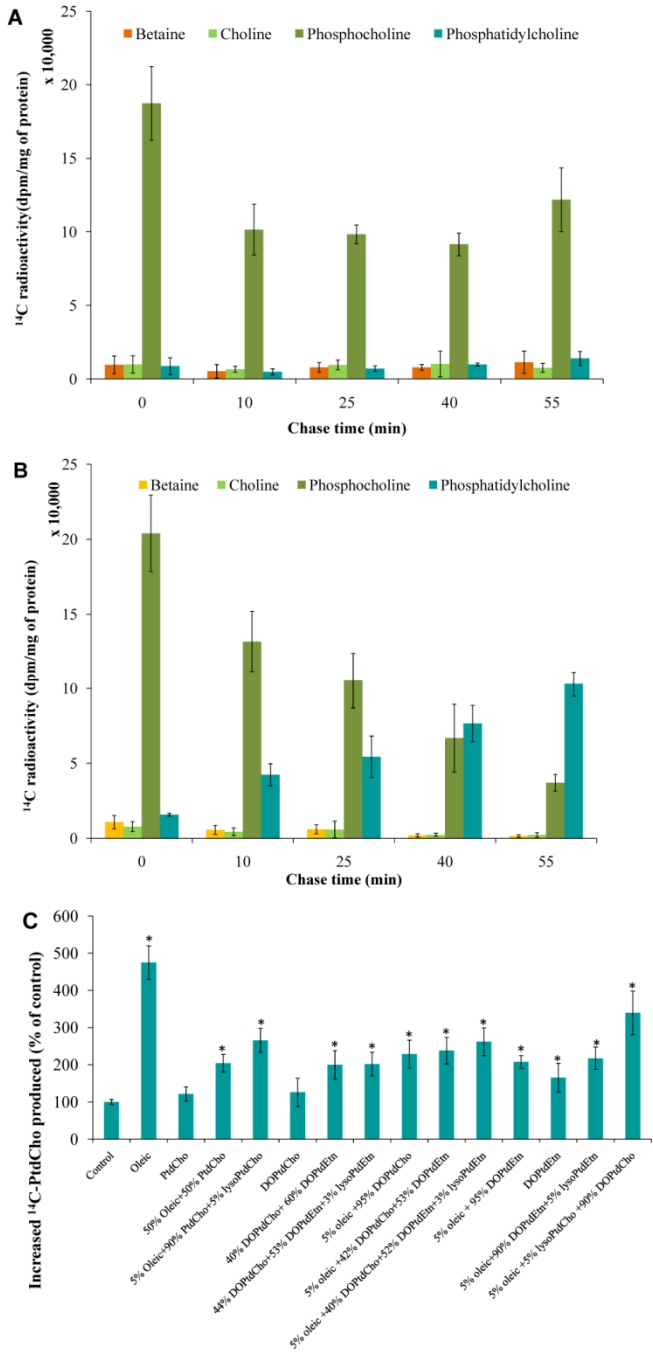 A
Betaine Choline Phosphocholine Phosphatidylcholine
x 10,000
¹⁴C radioactivity(dpm/mg of protein)
20
15
10
5
0
0 10 25 40 55
Chase time (min)
B
25
Betaine Choline Phosphocholine Phosphatidylcholine
x 10,000
¹⁴C radioactivity (dpm/mg of protein)
20
15
10
5
0
0 10 25 40 55
Chase time (min)
C
Increased ¹⁴C-PtdCho produced (% of control)
600
500
400
300
200
100
0
* * * * * * * * * * * *
Control
Oleic
PtdCho
50% Oleic+50% PtdCho
5% Oleic+90% PtdCho+5% lysoPtdCho
DOPtdCho
40% DOPtdCho+ 60% DOPtdEtn
44% DOPtdCho+53% DOPtdEtn+3% lysoPtdEtn
5% oleic +95% DOPtdCho
5% oleic +42% DOPtdCho+53% DOPtdEtn
5% oleic +40% DOPtdCho+52% DOPtdEtn+3% lysoPtdEtn
5% oleic + 95% DOPtdEtn
DOPtdEtn
5% oleic+90% DOPtdEtn+5% lysoPtdEtn
5% oleic +5% lysoPtdCho +90% DOPtdCho